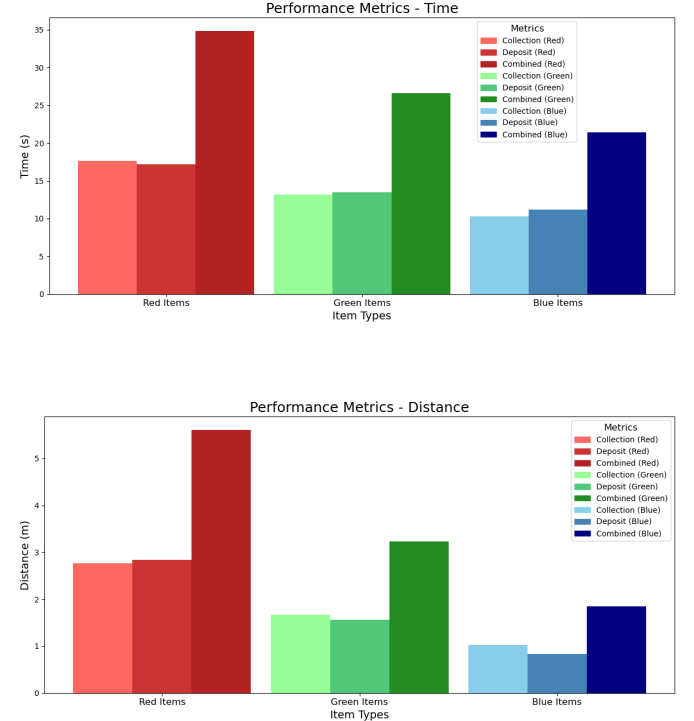 Performance Metrics - Time
Time (s)
35
30
25
20
15
10
5
0
Metrics
Collection (Red)
Deposit (Red)
Combined (Red)
Collection (Green)
Deposit (Green)
Combined (Green)
Collection (Blue)
Deposit (Blue)
Combined (Blue)
Red Items
Green Items
Blue Items
Item Types
Performance Metrics - Distance
Distance (m)
5
4
3
2
1
0
Metrics
Collection (Red)
Deposit (Red)
Combined (Red)
Collection (Green)
Deposit (Green)
Combined (Green)
Collection (Blue)
Deposit (Blue)
Combined (Blue)
Red Items
Green Items
Blue Items
Item Types